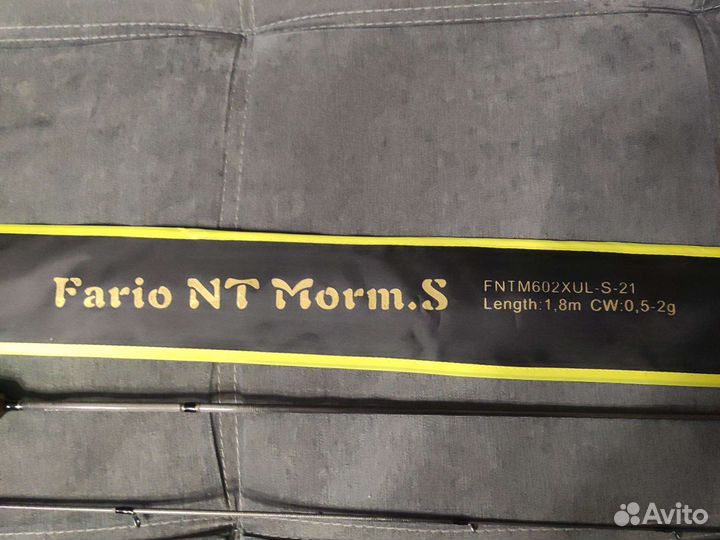 Fario NT Morm.S
FNTM602XUL-S-21
Length:1,8m CW:0,5-2g
Avito